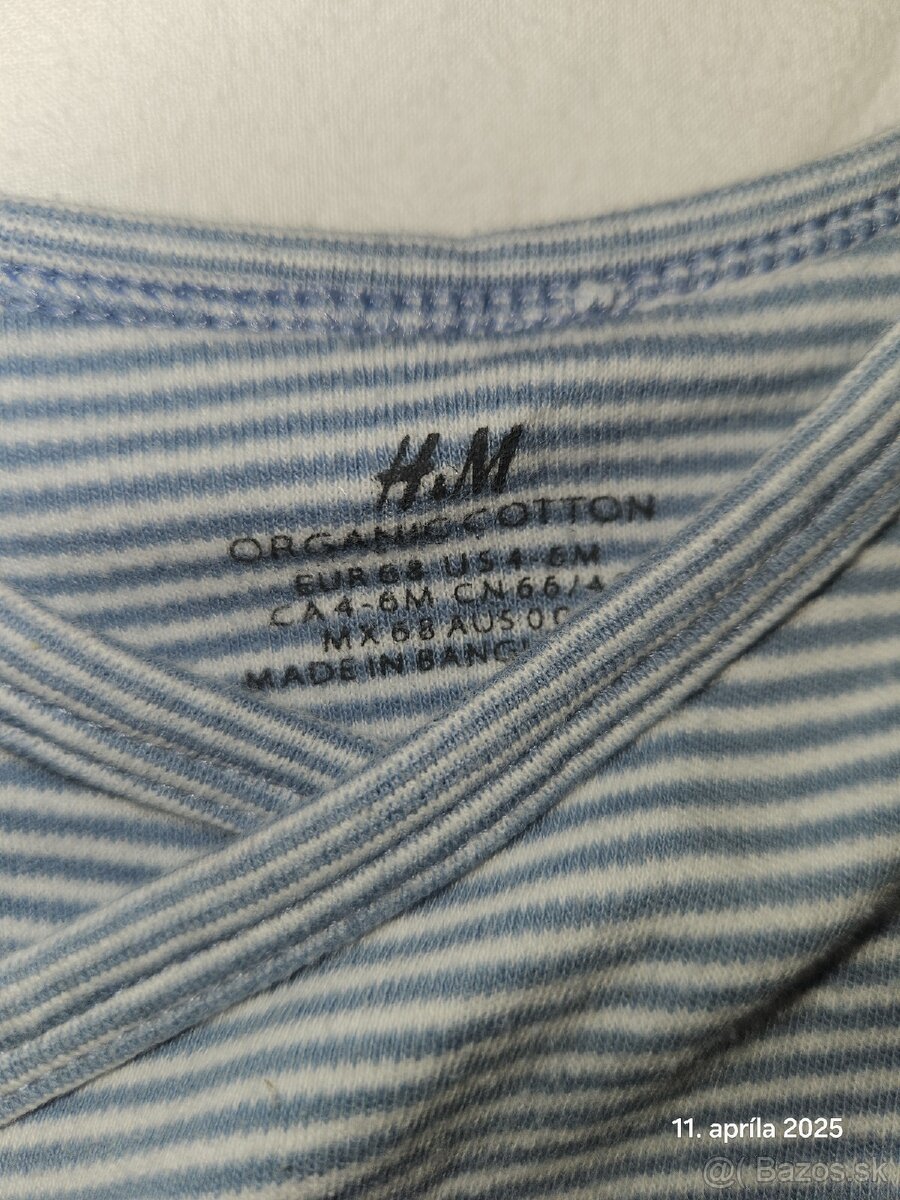 H&M
ORGANIC COTTON
EUR 68 US 4-6M
CA 4-6M CN 66/4
MX 68 AUS 0 0
MADE IN
11. apríla 2025
@( Bazos.sk